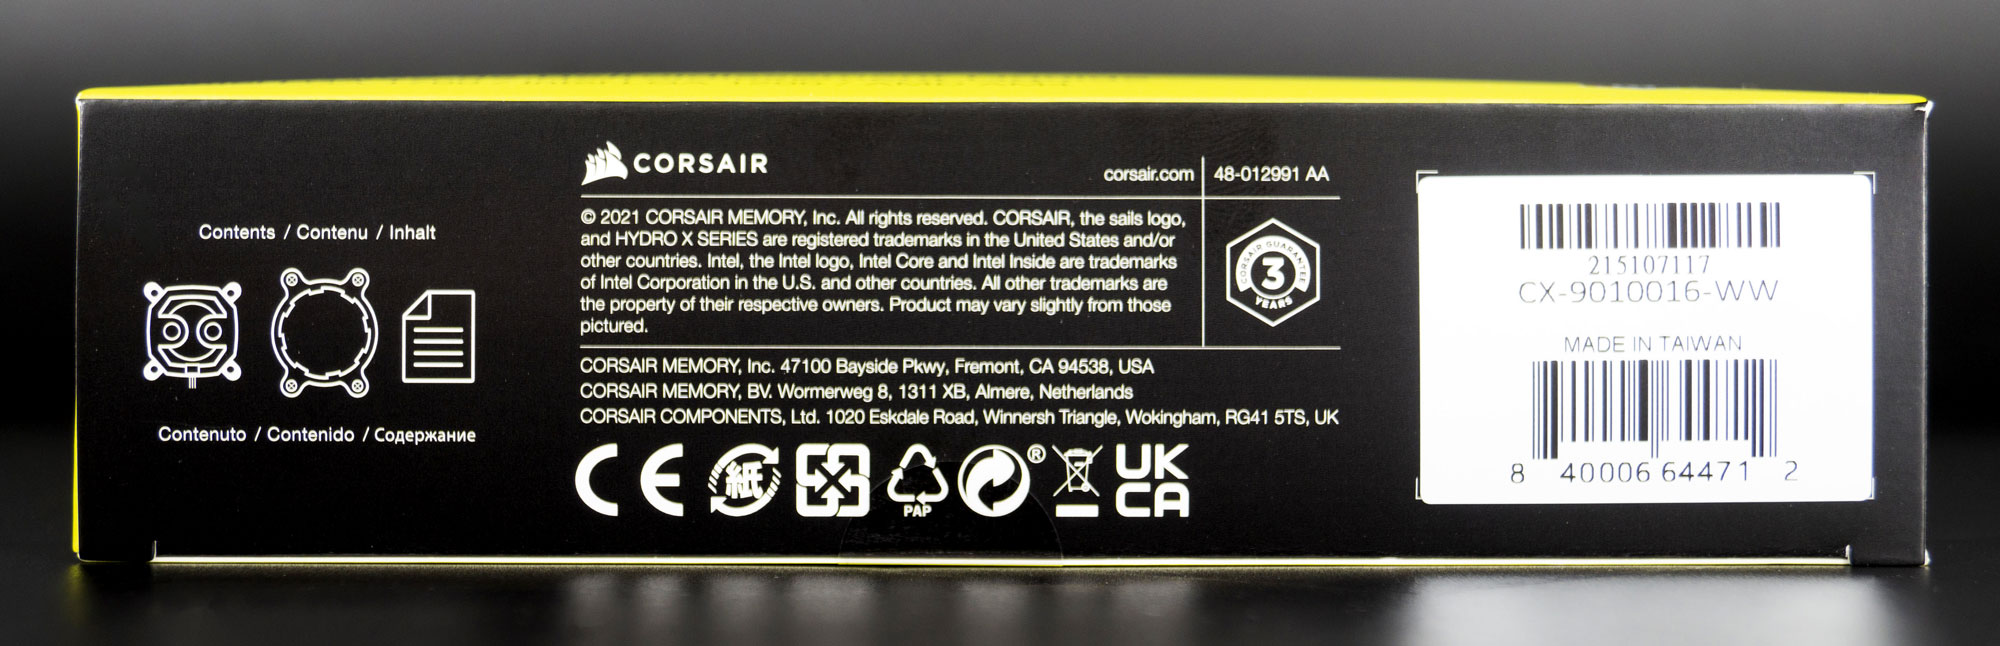 Contents / Contenu / Inhalt
Contenuto / Contenido / Содержание
CORSAIR
corsair.com
48-012991 AA
© 2021 CORSAIR MEMORY, Inc. All rights reserved. CORSAIR, the sails logo,
and HYDRO X SERIES are registered trademarks in the United States and/or
other countries. Intel, the Intel logo, Intel Core and Intel Inside are trademarks
of Intel Corporation in the U.S. and other countries. All other trademarks are
the property of their respective owners. Product may vary slightly from those
pictured.
CORSAIR GUARANTEE
3
YEARS
CORSAIR MEMORY, Inc. 47100 Bayside Pkwy, Fremont, CA 94538, USA
CORSAIR MEMORY, BV. Wormerweg 8, 1311 XB, Almere, Netherlands
CORSAIR COMPONENTS, Ltd. 1020 Eskdale Road, Winnersh Triangle, Wokingham, RG41 5TS, UK
CE 紙 PAP ® UK
CA
215107117
CX-9010016-WW
MADE IN TAIWAN
8 40006 64471 2